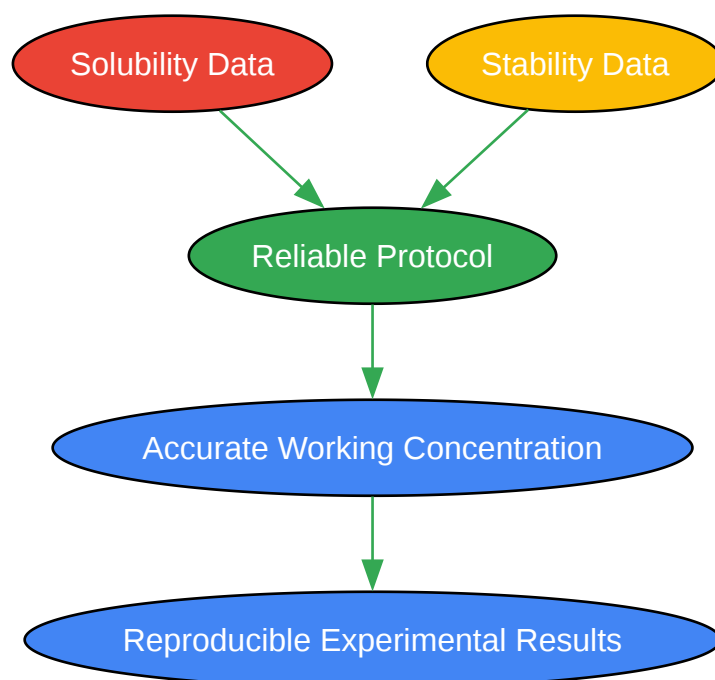 Solubility Data
Stability Data
Reliable Protocol
Accurate Working Concentration
Reproducible Experimental Results